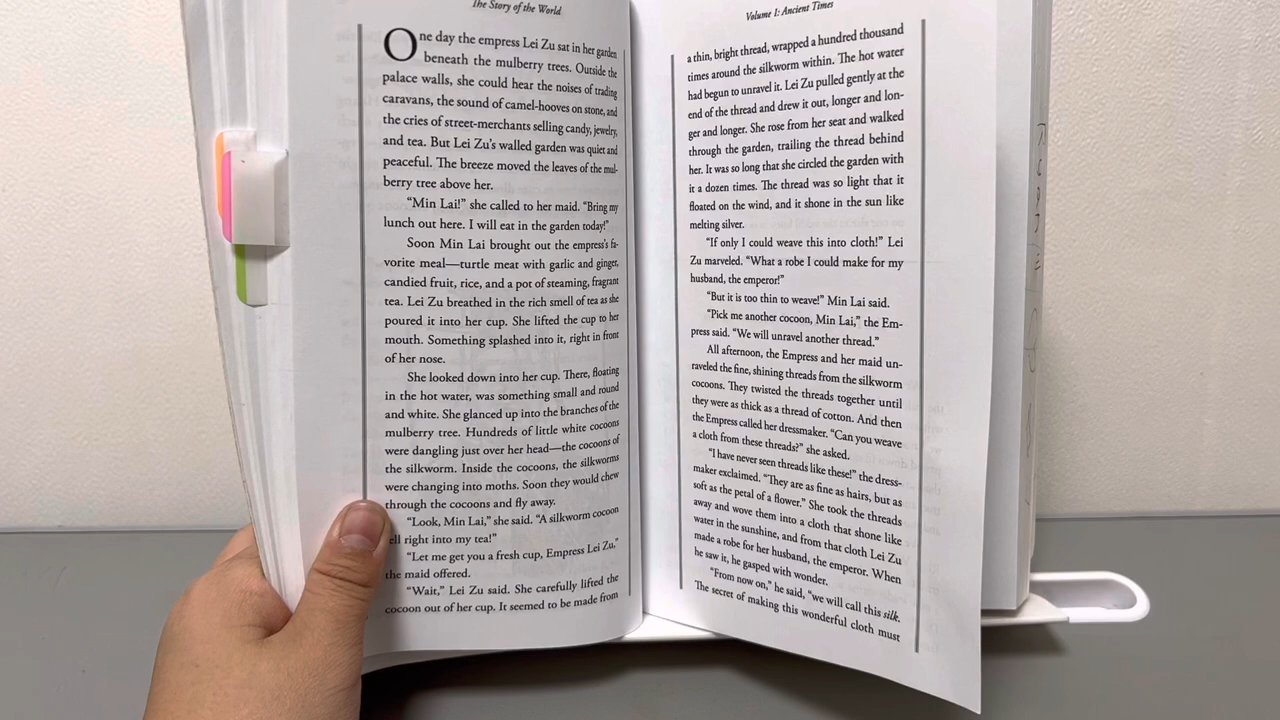 The Story of the World
One day the empress Lei Zu sat in her garden
beneath the mulberry trees. Outside the
palace walls, she could hear the noises of trading
caravans, the sound of camel-hooves on stone, and
the cries of street-merchants selling candy, jewelry,
and tea. But Lei Zu’s walled garden was quiet and
peaceful. The breeze moved the leaves of the mul-
berry tree above her.
“Min Lai!” she called to her maid. “Bring my
lunch out here. I will eat in the garden today!”
Soon Min Lai brought out the empress’s fa-
vorite meal—turtle meat with garlic and ginger,
candied fruit, rice, and a pot of steaming, fragrant
tea. Lei Zu breathed in the rich smell of tea as she
poured it into her cup. She lifted the cup to her
mouth. Something splashed into it, right in front
of her nose.
She looked down into her cup. There, floating
in the hot water, was something small and round
and white. She glanced up into the branches of the
mulberry tree. Hundreds of little white cocoons
were dangling just over her head—the cocoons of
the silkworm. Inside the cocoons, the silkworms
were changing into moths. Soon they would chew
through the cocoons and fly away.
“Look, Min Lai,” she said. “A silkworm cocoon
ell right into my tea!”
“Let me get you a fresh cup, Empress Lei Zu,”
the maid offered.
“Wait,” Lei Zu said. She carefully lifted the
cocoon out of her cup. It seemed to be made from
Volume 1: Ancient Times
a thin, bright thread, wrapped a hundred thousand
times around the silkworm within. The hot water
had begun to unravel it. Lei Zu pulled gently at the
end of the thread and drew it out, longer and lon-
ger and longer. She rose from her seat and walked
through the garden, trailing the thread behind
her. It was so long that she circled the garden with
it a dozen times. The thread was so light that it
floated on the wind, and it shone in the sun like
melting silver.
“If only I could weave this into cloth!” Lei
Zu marveled. “What a robe I could make for my
husband, the emperor!”
“But it is too thin to weave!” Min Lai said.
“Pick me another cocoon, Min Lai,” the Em-
press said. “We will unravel another thread.”
All afternoon, the Empress and her maid un-
raveled the fine, shining threads from the silkworm
cocoons. They twisted the threads together until
they were as thick as a thread of cotton. And then
the Empress called her dressmaker. “Can you weave
a cloth from these threads?” she asked.
“I have never seen threads like these!” the dress-
maker exclaimed. “They are as fine as hairs, but as
soft as the petal of a flower.” She took the threads
away and wove them into a cloth that shone like
water in the sunshine, and from that cloth Lei Zu
made a robe for her husband, the emperor. When
he saw it, he gasped with wonder.
“From now on,” he said, “we will call this silk.
The secret of making this wonderful cloth must